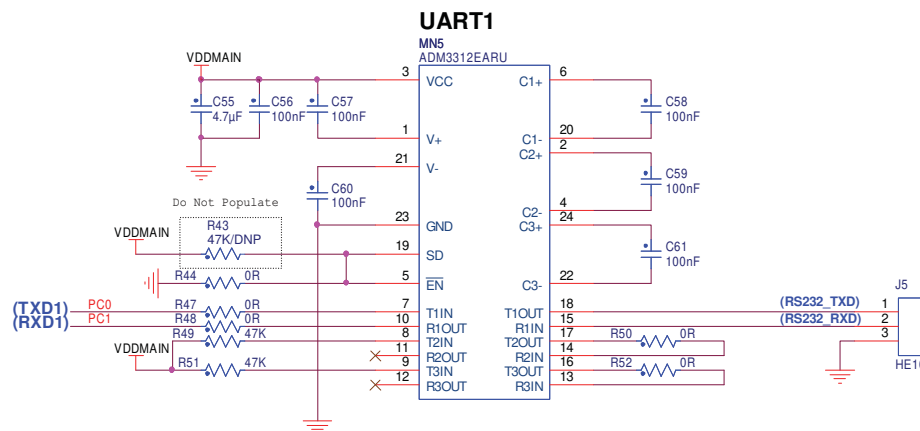 UART1
MN5
ADM3312EARU
VDDMAIN
3 VCC C1+ 6
C55 4.7µF
C56 100nF
C57 100nF
C58 100nF
1 V+ C1- 20
C2+ 2
21 V-
C60 100nF
C59 100nF
Do Not Populate
C2- 4
23 GND C3+ 24
R43
47K/DNP
VDDMAIN
19 SD
C61 100nF
R44 0R
5 EN C3- 22
J5
(TXD1) PC0 R47 0R 7 T1IN T1OUT 18 (RS232_TXD) 1
(RXD1) PC1 R48 0R 10 R1OUT R1IN 15 (RS232_RXD) 2
R49 47K 8 T2IN T2OUT 17 R50 0R 3
VDDMAIN
11 R2OUT R2IN 14
R51 47K 9 T3IN T3OUT 16 R52 0R
12 R3OUT R3IN 13